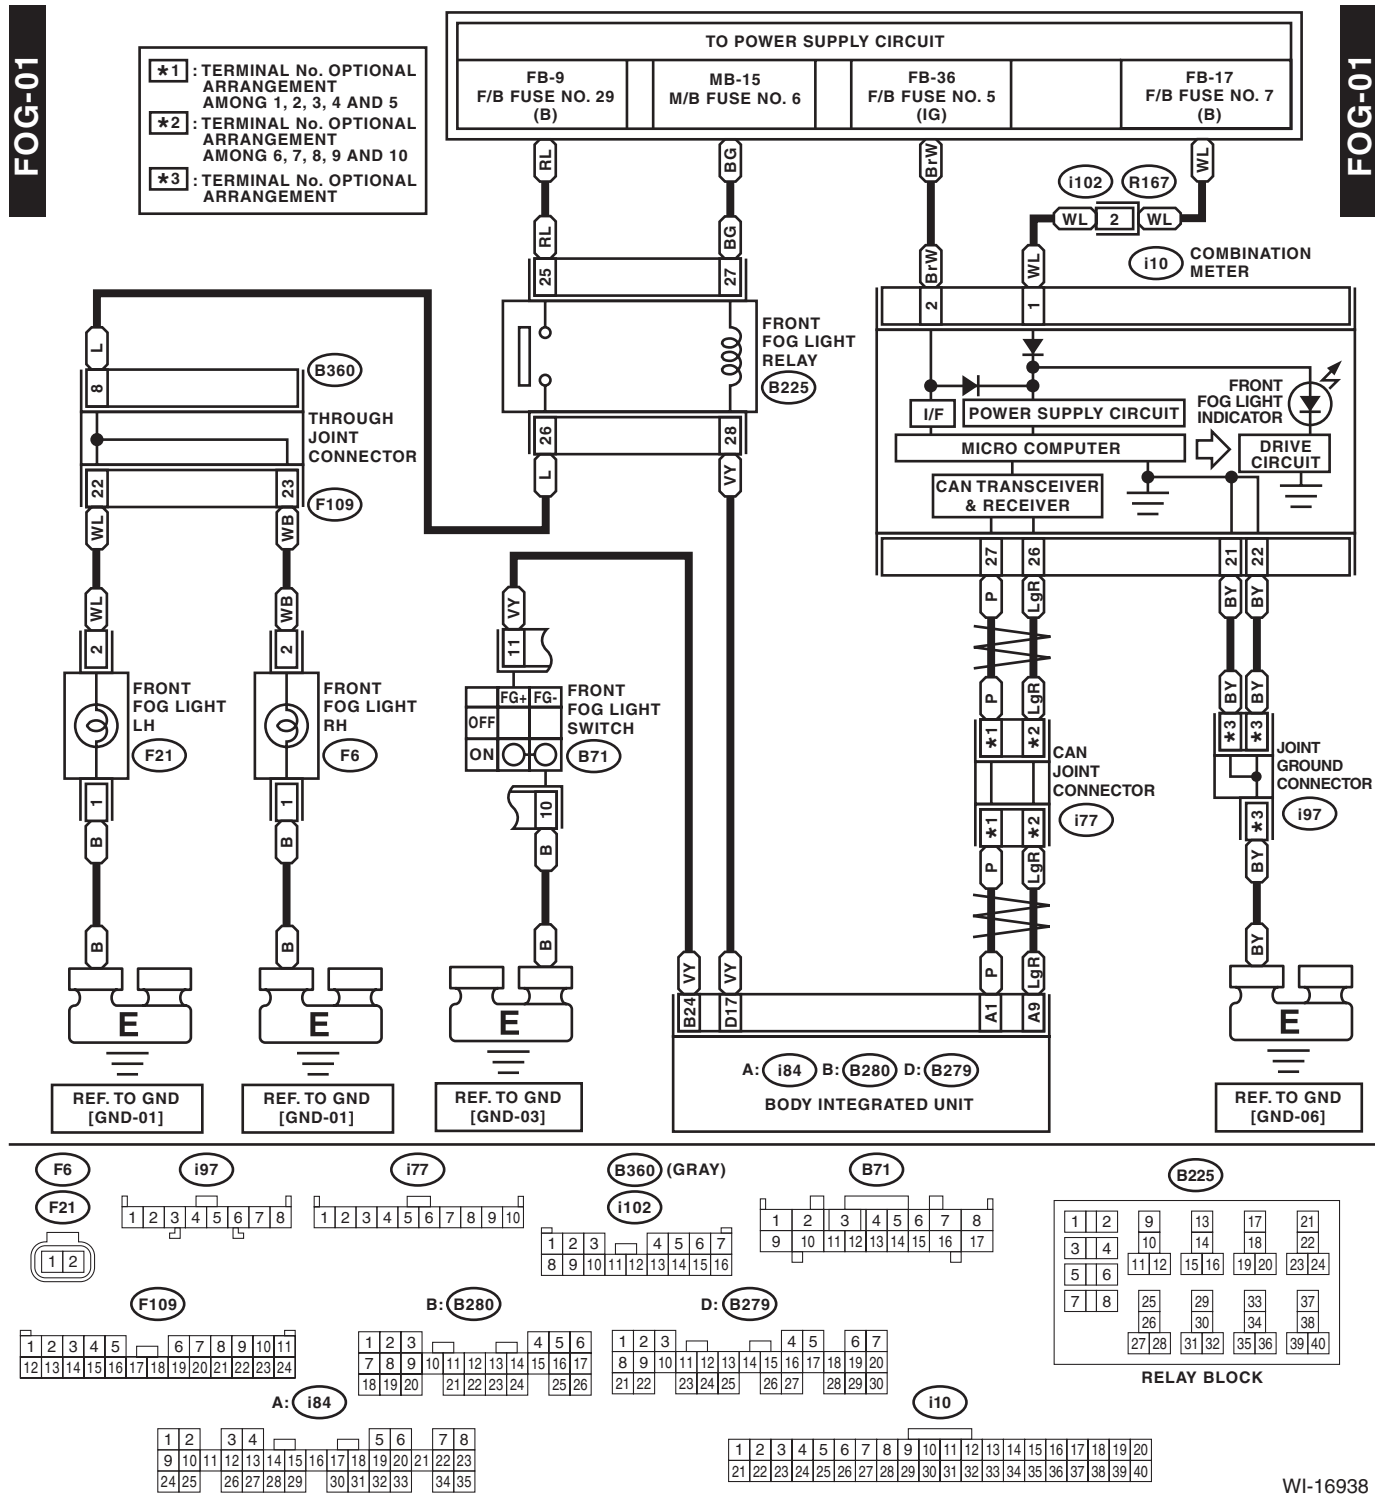 FOG-01
FOG-01
*1 : TERMINAL No. OPTIONAL
ARRANGEMENT
AMONG 1, 2, 3, 4 AND 5
*2 : TERMINAL No. OPTIONAL
ARRANGEMENT
AMONG 6, 7, 8, 9 AND 10
*3 : TERMINAL No. OPTIONAL
ARRANGEMENT
TO POWER SUPPLY CIRCUIT
FB-9
F/B FUSE NO. 29
(B)
MB-15
M/B FUSE NO. 6
FB-36
F/B FUSE NO. 5
(IG)
FB-17
F/B FUSE NO. 7
(B)
RL
BG
BrW
WL
i102 R167
WL 2 WL
RL
BG
BrW
WL
i10 COMBINATION
METER
25
27
2
1
L
8
B360
THROUGH
JOINT
CONNECTOR
22
23
F109
FRONT
FOG LIGHT
RELAY
B225
26
28
L
VY
FRONT
FOG LIGHT
INDICATOR
I/F
POWER SUPPLY CIRCUIT
MICRO COMPUTER
DRIVE
CIRCUIT
CAN TRANSCEIVER
& RECEIVER
27
26
21
22
WL
WB
WL
WB
2
2
VY
11
P
LgR
BY
BY
P
LgR
BY
BY
FRONT
FOG LIGHT
LH
F21
FRONT
FOG LIGHT
RH
F6
FG+ FG-
OFF
ON
FRONT
FOG LIGHT
SWITCH
B71
*1
*2
CAN
JOINT
CONNECTOR
i77
*1
*2
*3
*3
JOINT
GROUND
CONNECTOR
i97
*3
1
1
10
B
B
B
P
LgR
BY
B
B
B
VY
VY
P
LgR
BY
B24
D17
A1
A9
E
E
E
E
A: i84 B: B280 D: B279
BODY INTEGRATED UNIT
REF. TO GND
[GND-01]
REF. TO GND
[GND-01]
REF. TO GND
[GND-03]
REF. TO GND
[GND-06]
F6
F21
1 2
i97
1 2 3 4 5 6 7 8
i77
1 2 3 4 5 6 7 8 9 10
B360 (GRAY)
i102
1 2 3 4 5 6 7
8 9 10 11 12 13 14 15 16
B71
1 2 3 4 5 6 7 8
9 10 11 12 13 14 15 16 17
B225
1 2 9 13 17 21
3 4 10 14 18 22
11 12 15 16 19 20 23 24
5 6
7 8 25 29 33 37
26 30 34 38
27 28 31 32 35 36 39 40
RELAY BLOCK
F109
1 2 3 4 5 6 7 8 9 10 11
12 13 14 15 16 17 18 19 20 21 22 23 24
B: B280
1 2 3 4 5 6
7 8 9 10 11 12 13 14 15 16 17
18 19 20 21 22 23 24 25 26
D: B279
1 2 3 4 5 6 7
8 9 10 11 12 13 14 15 16 17 18 19 20
21 22 23 24 25 26 27 28 29 30
A: i84
1 2 3 4 5 6 7 8
9 10 11 12 13 14 15 16 17 18 19 20 21 22 23
24 25 26 27 28 29 30 31 32 33 34 35
i10
1 2 3 4 5 6 7 8 9 10 11 12 13 14 15 16 17 18 19 20
21 22 23 24 25 26 27 28 29 30 31 32 33 34 35 36 37 38 39 40
WI-16938